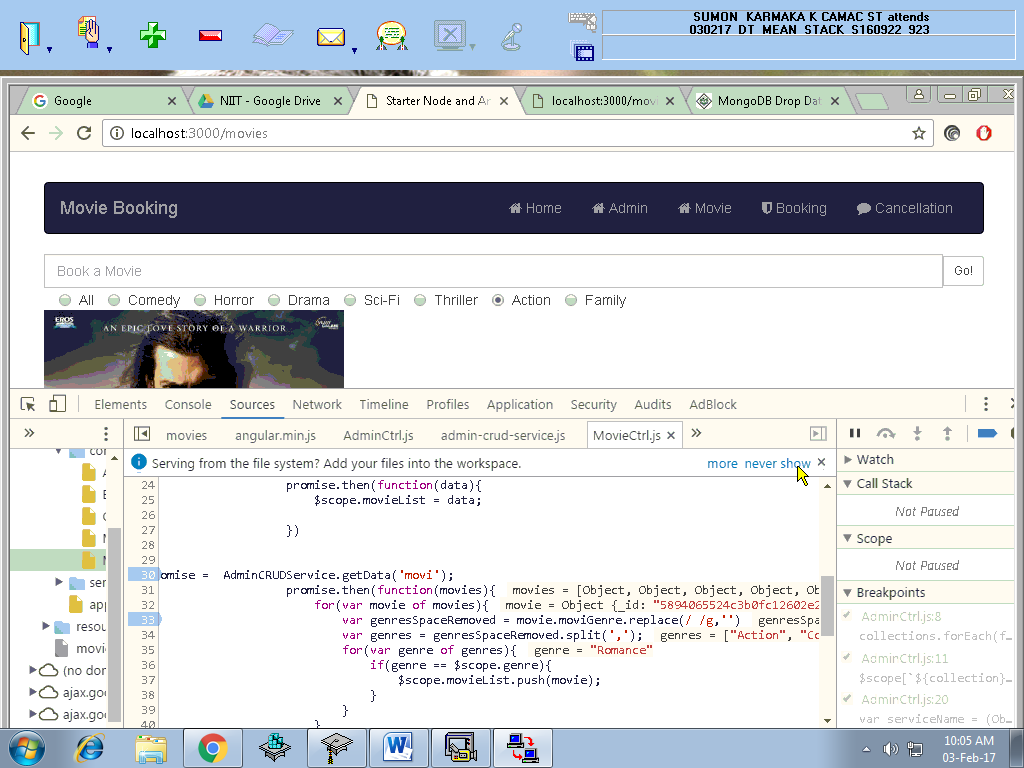 SUMON KARMAKA K CAMAC ST attends
030217 DT MEAN STACK S160922 923
Google
NIIT - Google Drive
Starter Node and Ar
localhost:3000/mov
MongoDB Drop Dat
localhost:3000/movies
Movie Booking
Home
Admin
Movie
Booking
Cancellation
Book a Movie
Go!
All
Comedy
Horror
Drama
Sci-Fi
Thriller
Action
Family
EROS
AN EPIC LOVE STORY OF A WARRIOR
Elements
Console
Sources
Network
Timeline
Profiles
Application
Security
Audits
AdBlock
movies
angular.min.js
AdminCtrl.js
admin-crud-service.js
MovieCtrl.js
Serving from the file system? Add your files into the workspace.
more never show
con
ser
app
resou
movi
(no don
ajax.goo
ajax.goo
24 promise.then(function(data){
25 $scope.movieList = data;
26
27 })
28
29
30 omise = AdminCRUDService.getData('movi');
31 promise.then(function(movies){ movies = [Object, Object, Object, Object, Ob
32 for(var movie of movies){ movie = Object {_id: "5894065524c3b0fc12602e2
33 var genresSpaceRemoved = movie.moviGenre.replace(/ /g,'') genresSpa
34 var genres = genresSpaceRemoved.split(','); genres = ["Action", "Co
35 for(var genre of genres){ genre = "Romance"
36 if(genre == $scope.genre){
37 $scope.movieList.push(movie);
38 }
39 }
40 }
Watch
Call Stack
Not Paused
Scope
Not Paused
Breakpoints
AdminCtrl.js:8
collections.forEach(f...
AdminCtrl.js:11
$scope[`${collection}...
AdminCtrl.js:20
var serviceName = (Ob...
10:05 AM
03-Feb-17